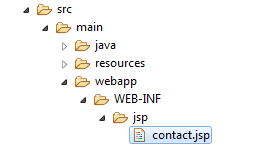 src
main
java
resources
webapp
WEB-INF
jsp
contact.jsp